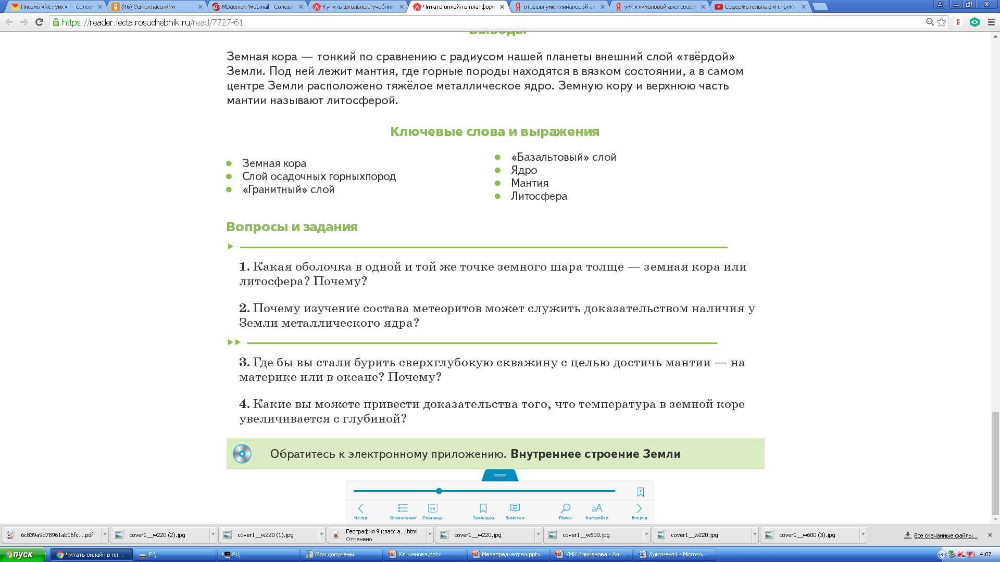 Письмо «Re: умк» — Солод
(46) Одноклассники
MDaemon Webmail - Солодо
Купить школьные учебник
Читать онлайн в платформ
отзывы умк климановой ал
умк климановой алексеева
Содержательные и структ
https://reader.lecta.rosuchebnik.ru/read/7727-61
Выводы
Земная кора — тонкий по сравнению с радиусом нашей планеты внешний слой «твёрдой»
Земли. Под ней лежит мантия, где горные породы находятся в вязком состоянии, а в самом
центре Земли расположено тяжёлое металлическое ядро. Земную кору и верхнюю часть
мантии называют литосферой.
Ключевые слова и выражения
Земная кора
Слой осадочных горныхпород
«Гранитный» слой
«Базальтовый» слой
Ядро
Мантия
Литосфера
Вопросы и задания
1. Какая оболочка в одной и той же точке земного шара толще — земная кора или
литосфера? Почему?
2. Почему изучение состава метеоритов может служить доказательством наличия у
Земли металлического ядра?
3. Где бы вы стали бурить сверхглубокую скважину с целью достичь мантии — на
материке или в океане? Почему?
4. Какие вы можете привести доказательства того, что температура в земной коре
увеличивается с глубиной?
Обратитесь к электронному приложению. Внутреннее строение Земли
Назад
Оглавление
89
Страница
Закладки
Заметки
Поиск
аА
Настройки
Вперед
6c839a9d78961ab16fc....pdf
cover1__w220 (2).jpg
cover1__w220 (1).jpg
География 9 класс а....html
Отменено
cover1__w220.jpg
cover1__w600.jpg
cover1__w220.jpg
cover1__w600 (3).jpg
Все скачанные файлы...
пуск
Читать онлайн в пл...
F:\
G:\
Мои докумены
Климанова.pptx
Метапредметгео.pptx
УМК Климанова - Ал...
Документ1 - Microso...
4:07